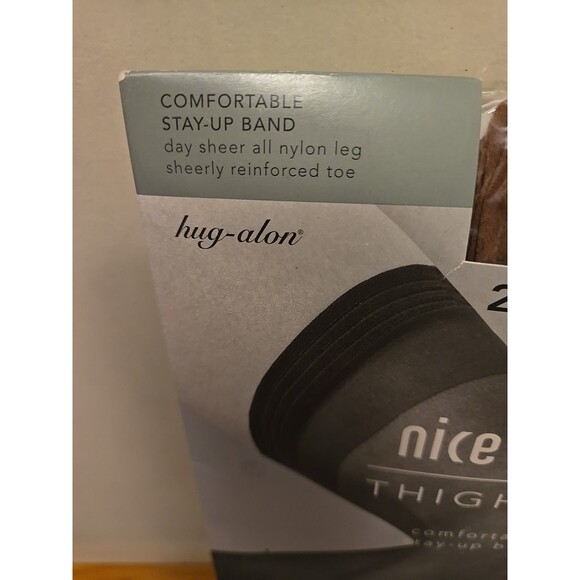 COMFORTABLE
STAY-UP BAND
day sheer all nylon leg
sheerly reinforced toe
hug-alon®
2
nice
THIGH
comforta
stay-up b